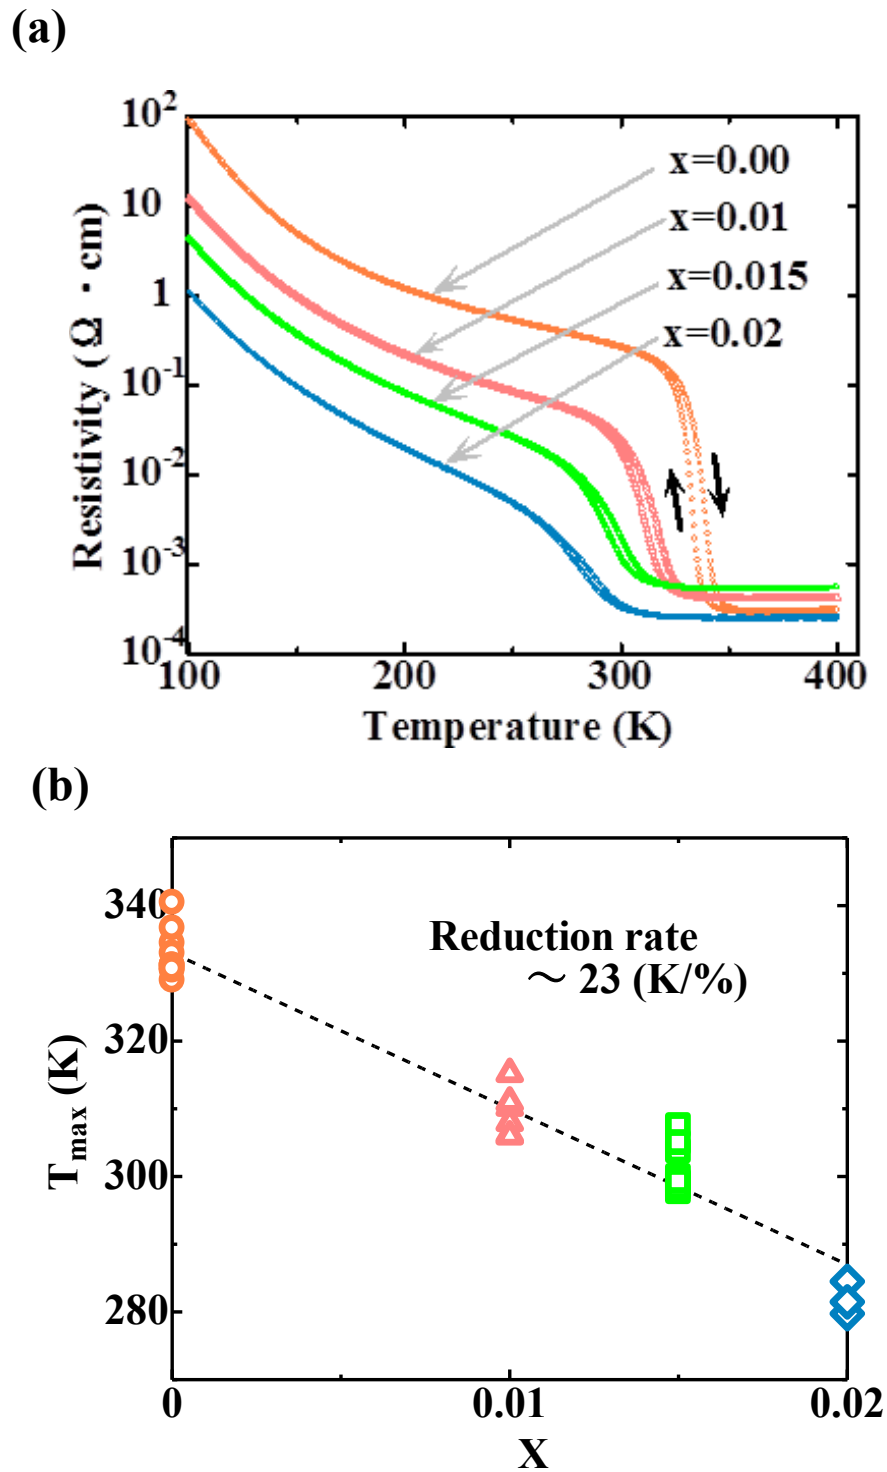 (a)
10²
10
1
10⁻¹
10⁻²
10⁻³
10⁻⁴
Resistivity (Ω・cm)
x=0.00
x=0.01
x=0.015
x=0.02
100 200 300 400
Temperature (K)
(b)
340
320
300
280
Tmax (K)
Reduction rate
～ 23 (K/%)
0 0.01 0.02
X